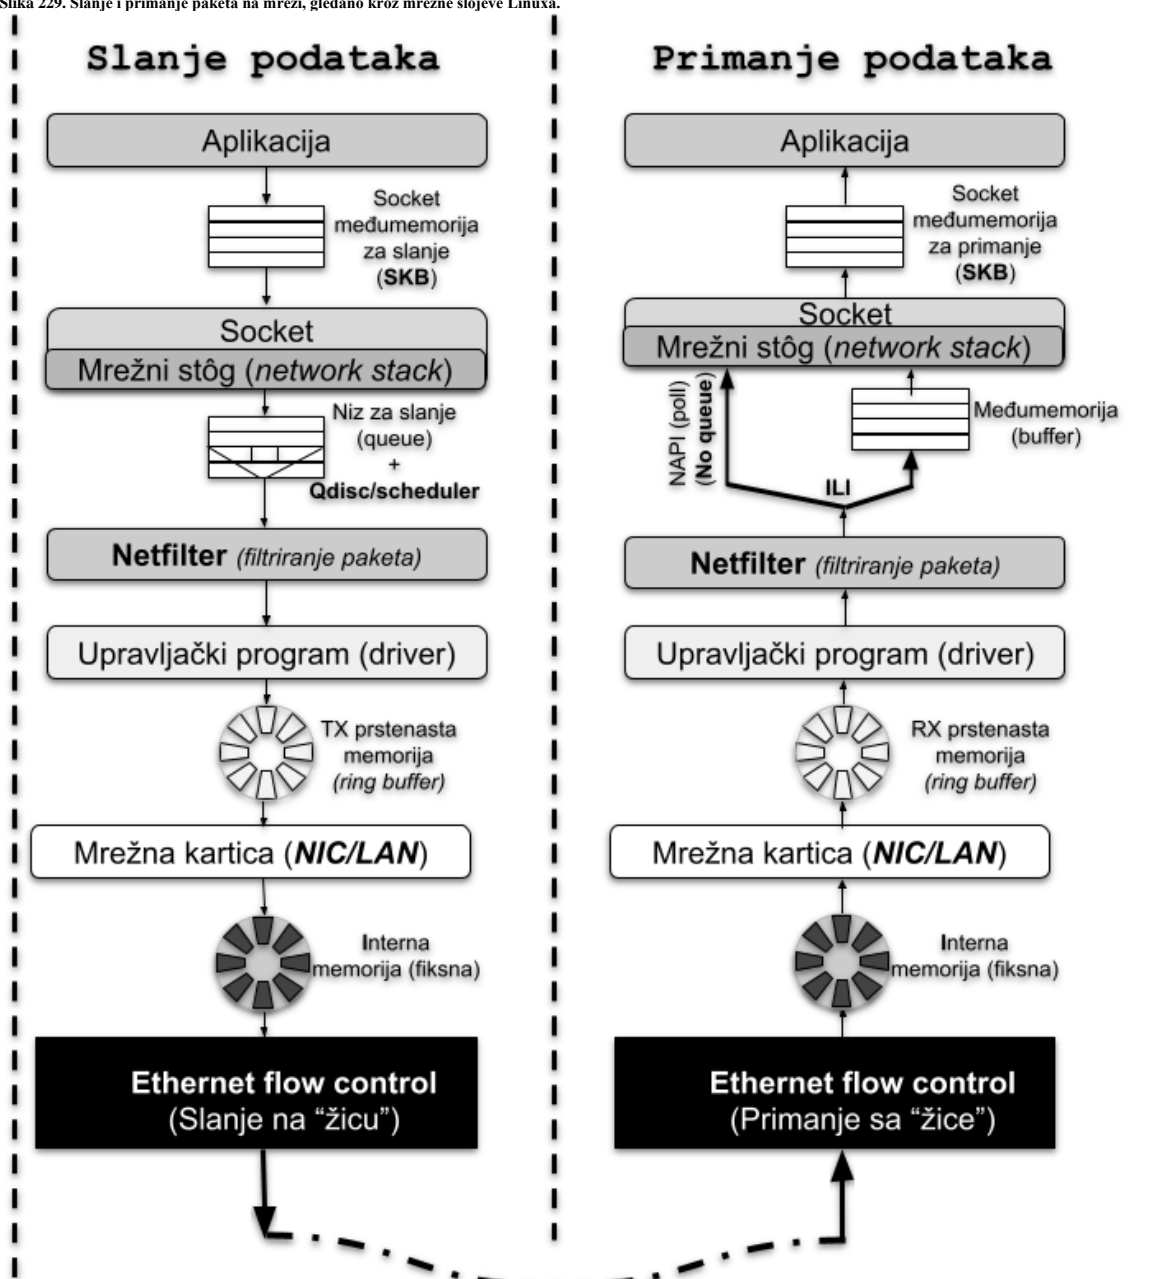 Slika 229. Slanje i primanje paketa na mreži, gledano kroz mrežne slojeve Linuxa.
Slanje podataka
Aplikacija
Socket
međumemorija
za slanje
(SKB)
Socket
Mrežni stôg (network stack)
Niz za slanje
(queue)
+
Qdisc/scheduler
Netfilter (filtriranje paketa)
Upravljački program (driver)
TX prstenasta
memorija
(ring buffer)
Mrežna kartica (NIC/LAN)
Interna
memorija (fiksna)
Ethernet flow control
(Slanje na “žicu”)
Primanje podataka
Aplikacija
Socket
međumemorija
za primanje
(SKB)
Socket
Mrežni stôg (network stack)
NAPI (poll)
(No queue)
Međumemorija
(buffer)
ILI
Netfilter (filtriranje paketa)
Upravljački program (driver)
RX prstenasta
memorija
(ring buffer)
Mrežna kartica (NIC/LAN)
Interna
memorija (fiksna)
Ethernet flow control
(Primanje sa “žice”)